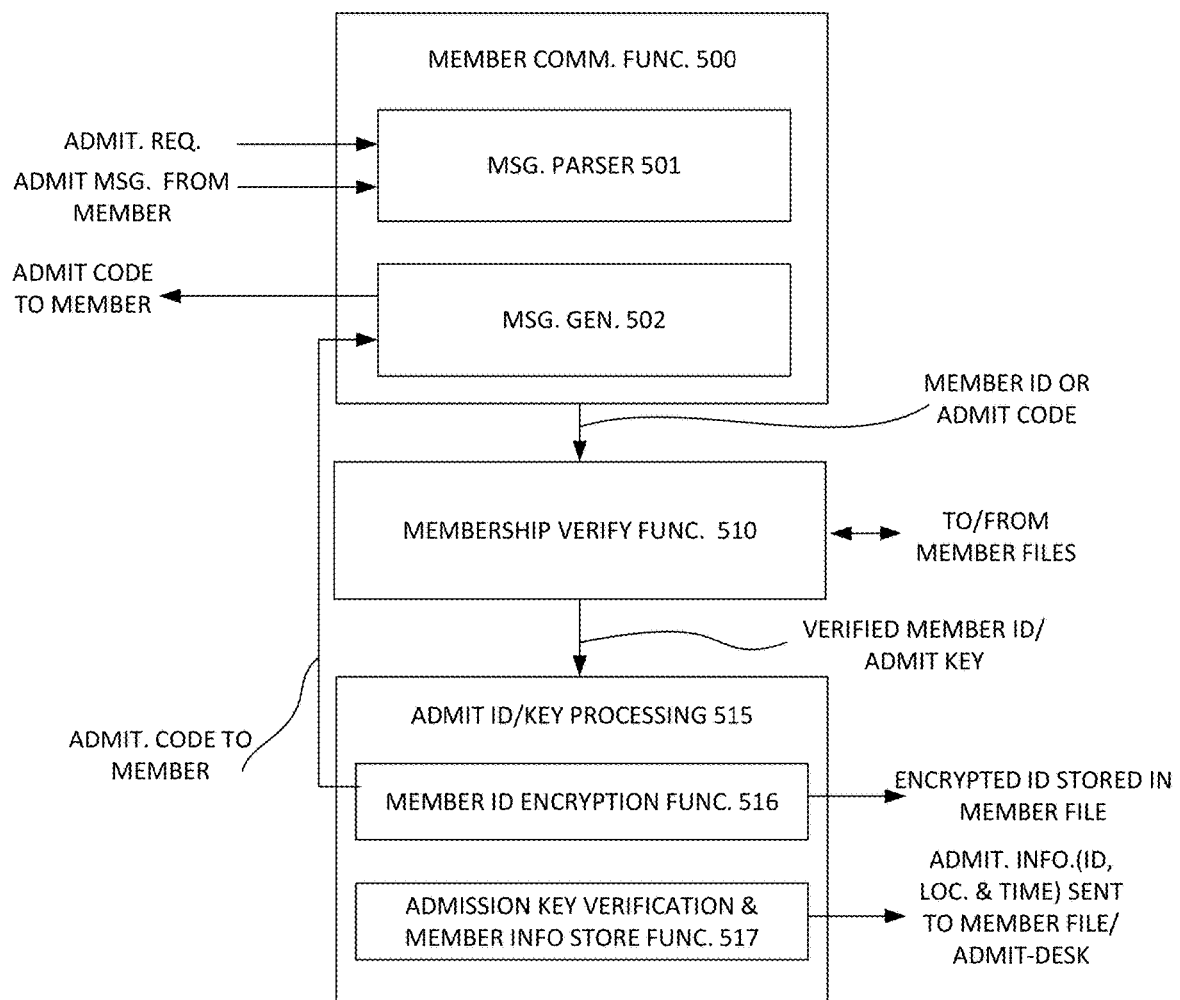 MEMBER COMM. FUNC. 500
ADMIT. REQ.
ADMIT MSG. FROM
MEMBER
MSG. PARSER 501
ADMIT CODE
TO MEMBER
MSG. GEN. 502
MEMBER ID OR
ADMIT CODE
MEMBERSHIP VERIFY FUNC. 510
TO/FROM
MEMBER FILES
VERIFIED MEMBER ID/
ADMIT KEY
ADMIT ID/KEY PROCESSING 515
ADMIT. CODE TO
MEMBER
MEMBER ID ENCRYPTION FUNC. 516
ENCRYPTED ID STORED IN
MEMBER FILE
ADMISSION KEY VERIFICATION &
MEMBER INFO STORE FUNC. 517
ADMIT. INFO.(ID,
LOC. & TIME) SENT
TO MEMBER FILE/
ADMIT-DESK